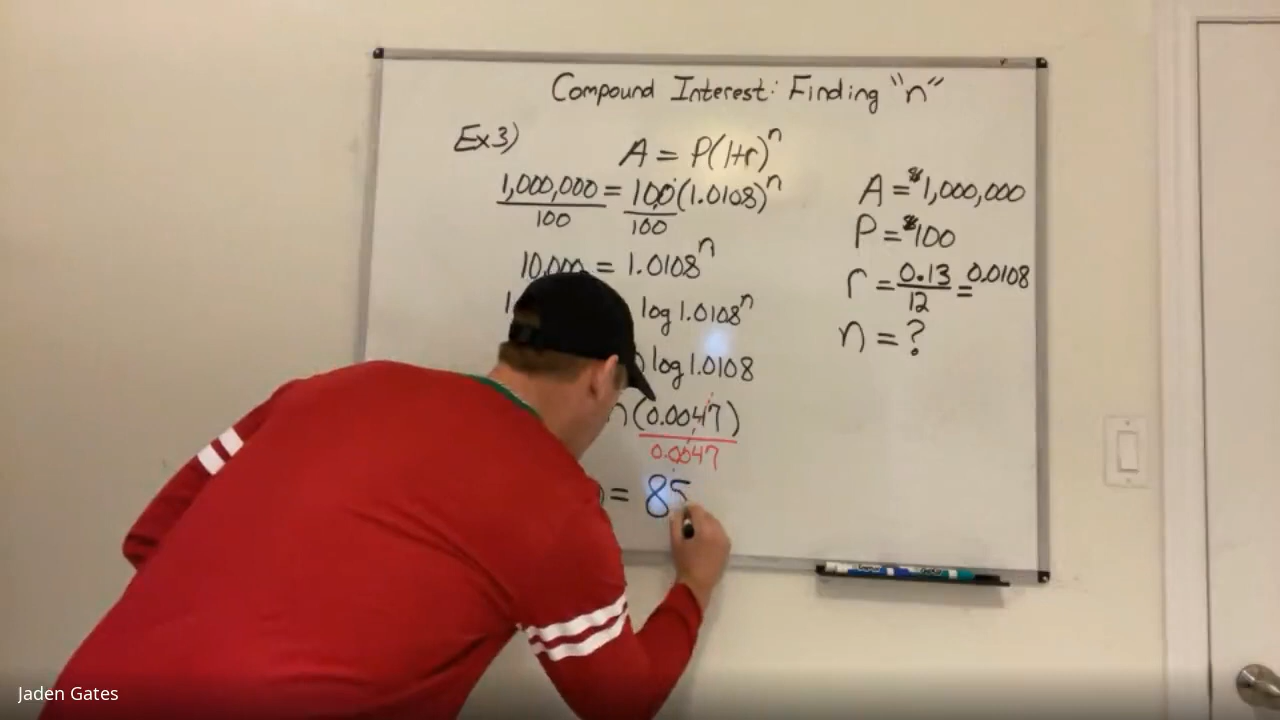 Compound Interest: Finding "n"
Ex3)
A = P(1+r)^n
1,000,000 = 100(1.0108)^n
100 100
10,000 = 1.0108^n
log 1.0108^n
log 1.0108
n(0.0047)
0.0047
= 85
A = $1,000,000
P = $100
r = 0.13 = 0.0108
12
n = ?
Jaden Gates